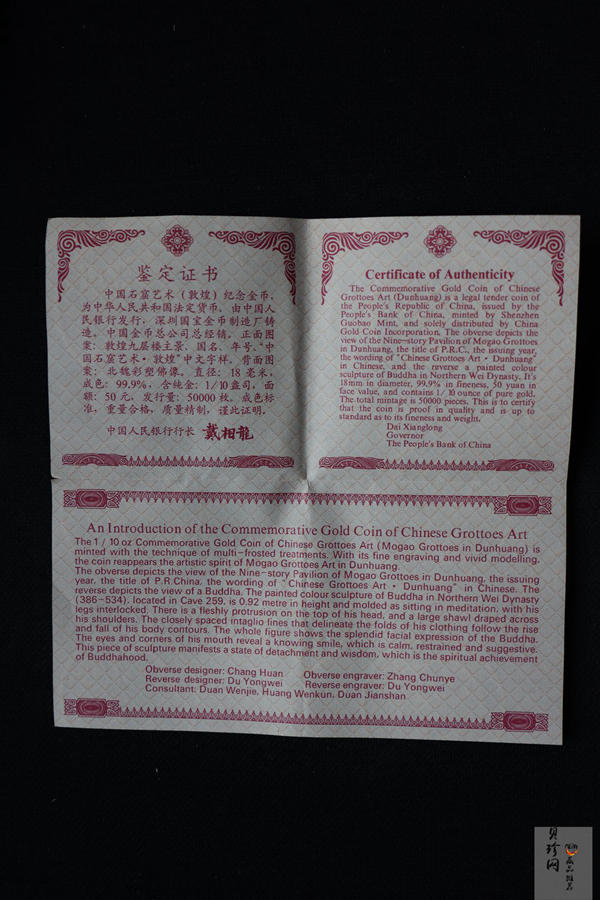 鉴定证书
中国石窟艺术（敦煌）纪念金币，
为中华人民共和国法定货币。由中国人
民银行发行，深圳国宝金币制造厂铸
造，中国金币总公司总经销。正面图
案：敦煌九层楼主景、国名、年号、“中
国石窟艺术·敦煌”中文字样。背面图
案：北魏彩塑佛像。直径：18毫米，
成色：99.9%，含纯金：1/10盎司，面
额：50元，发行量：50000枚。成色标
准，重量合格，质量精制，谨此证明。
中国人民银行行长 戴相龍
Certificate of Authenticity
The Commemorative Gold Coin of Chinese
Grottoes Art (Dunhuang) is a legal tender coin of
the People's Republic of China, issued by the
People's Bank of China, minted by Shenzhen
Guobao Mint, and solely distributed by China
Gold Coin Incorporation. The obverse depicts the
view of the Nine-story Pavilion of Mogao Grottoes
in Dunhuang, the title of P.R.C., the issuing year,
the wording of "Chinese Grottoes Art · Dunhuang"
in Chinese, and the reverse a painted colour
sculpture of Buddha in Northern Wei Dynasty. It's
18mm in diameter, 99.9% in fineness, 50 yuan in
face value, and contains 1/10 ounce of pure gold.
The total mintage is 50000 pieces. This is to certify
that the coin is proof in quality and is up to
standard as to its fineness and weight.
Dai Xianglong
Governor
The People's Bank of China
An Introduction of the Commemorative Gold Coin of Chinese Grottoes Art
The 1/10 oz Commemorative Gold Coin of Chinese Grottoes Art (Mogao Grottoes in Dunhuang) is
minted with the technique of multi-frosted treatments. With its fine engraving and vivid modelling,
the coin reappears the artistic spirit of Mogao Grottoes Art in Dunhuang.
The obverse depicts the view of the Nine-story Pavilion of Mogao Grottoes in Dunhuang, the issuing
year, the title of P.R.China, the wording of "Chinese Grottoes Art · Dunhuang" in Chinese. The
reverse depicts the view of a Buddha. The painted colour sculpture of Buddha in Northern Wei Dynasty
(386-534), located in Cave 259, is 0.92 metre in height and molded as sitting in meditation, with his
legs interlocked. There is a fleshly protrusion on the top of his head, and a large shawl draped across
his shoulders. The closely spaced intaglio lines that delineate the folds of his clothing follow the rise
and fall of his body contours. The whole figure shows the splendid facial expression of the Buddha.
The eyes and corners of his mouth reveal a knowing smile, which is calm, restrained and suggestive.
This piece of sculpture manifests a state of detachment and wisdom, which is the spiritual achievement
of Buddhahood.
Obverse designer: Chang Huan Obverse engraver: Zhang Chunye
Reverse designer: Du Yongwei Reverse engraver: Du Yongwei
Consultant: Duan Wenjie, Huang Wenkun, Duan Jianshan
贝珍网